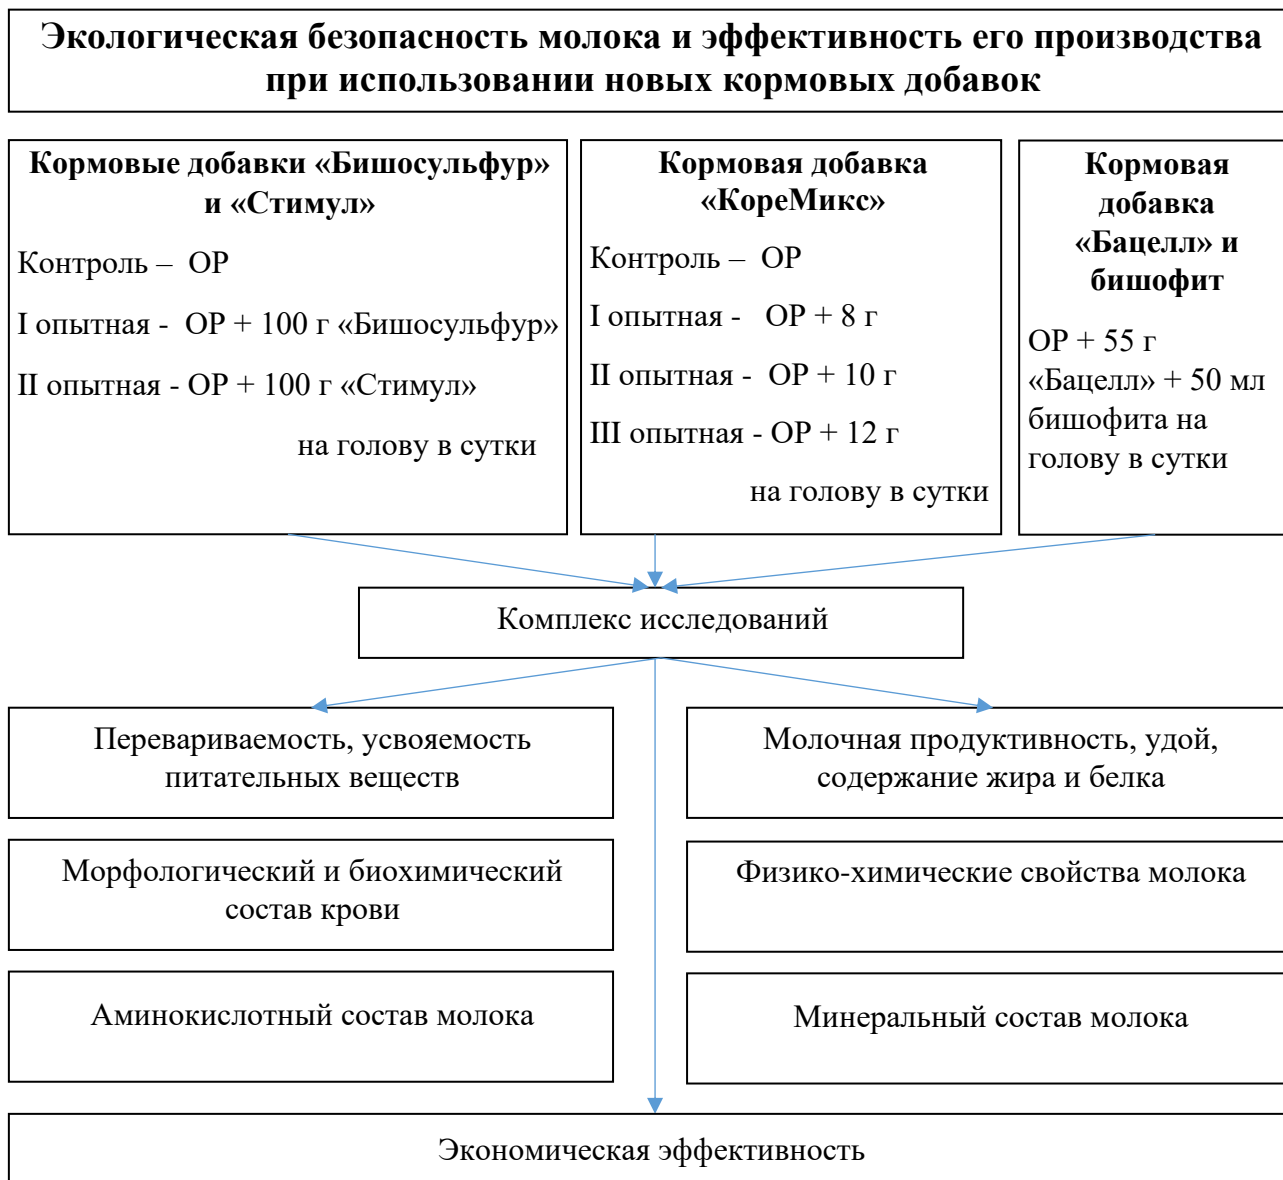 Экологическая безопасность молока и эффективность его производства
при использовании новых кормовых добавок
Кормовые добавки «Бишосульфур»
и «Стимул»
Контроль – ОР
I опытная - ОР + 100 г «Бишосульфур»
II опытная - ОР + 100 г «Стимул»
на голову в сутки
Кормовая добавка
«КореМикс»
Контроль – ОР
I опытная - ОР + 8 г
II опытная - ОР + 10 г
III опытная - ОР + 12 г
на голову в сутки
Кормовая
добавка
«Бацелл» и
бишофит
ОР + 55 г
«Бацелл» + 50 мл
бишофита на
голову в сутки
Комплекс исследований
Перевариваемость, усвояемость
питательных веществ
Молочная продуктивность, удой,
содержание жира и белка
Морфологический и биохимический
состав крови
Физико-химические свойства молока
Аминокислотный состав молока
Минеральный состав молока
Экономическая эффективность